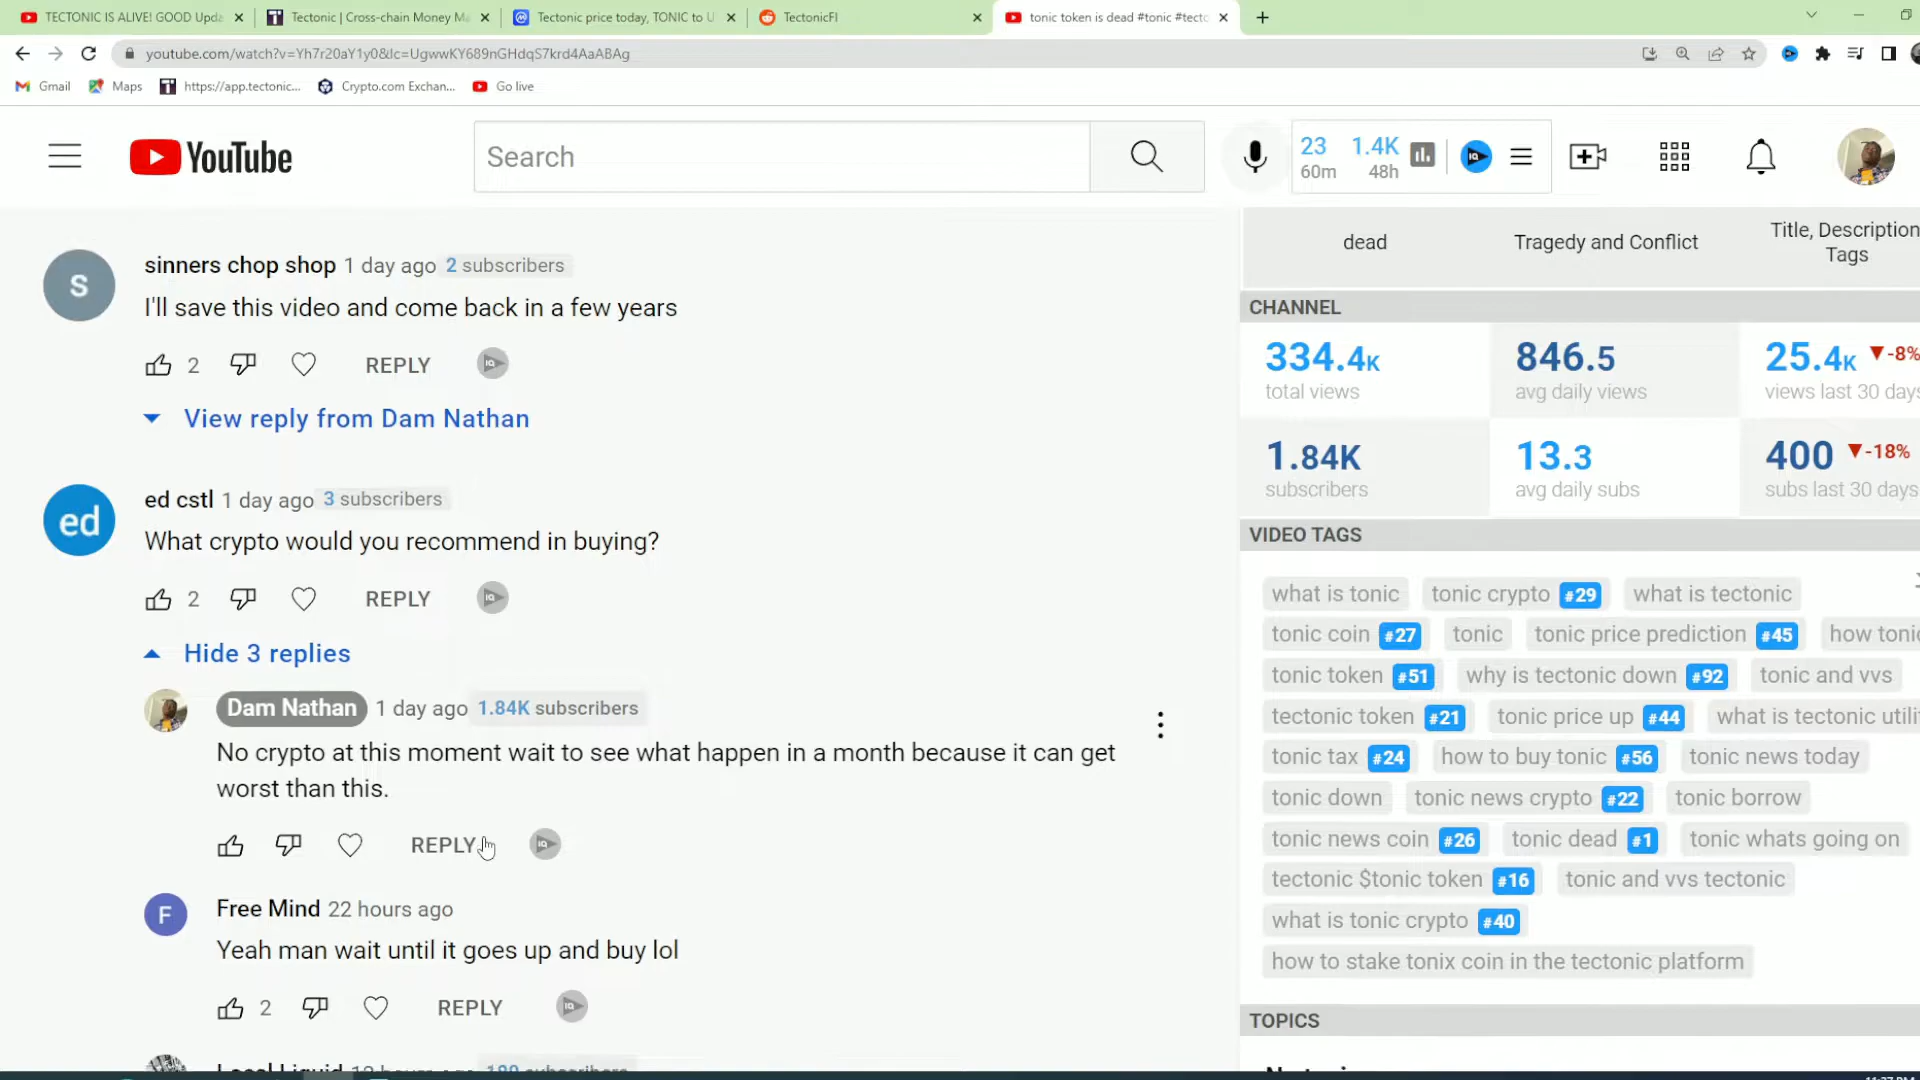 TECTONIC IS ALIVE! GOOD Upda
Tectonic | Cross-chain Money Ma
Tectonic price today, TONIC to U
TectonicFI
tonic token is dead #tonic #tecto
youtube.com/watch?v=Yh7r20aY1y0&lc=UgwwKY689nGHdqS7krd4AaABAg
Gmail
Maps
https://app.tectonic...
Crypto.com Exchan...
Go live
YouTube
Search
23 1.4K
60m 48h
dead
Tragedy and Conflict
Title, Description
Tags
S
sinners chop shop 1 day ago 2 subscribers
I'll save this video and come back in a few years
2 REPLY
View reply from Dam Nathan
ed
ed cstl 1 day ago 3 subscribers
What crypto would you recommend in buying?
2 REPLY
Hide 3 replies
Dam Nathan 1 day ago 1.84K subscribers
No crypto at this moment wait to see what happen in a month because it can get
worst than this.
REPLY
F
Free Mind 22 hours ago
Yeah man wait until it goes up and buy lol
2 REPLY
CHANNEL
334.4K 846.5 25.4K -8%
total views avg daily views views last 30 days
1.84K 13.3 400 -18%
subscribers avg daily subs subs last 30 days
VIDEO TAGS
what is tonic tonic crypto #29 what is tectonic
tonic coin #27 tonic tonic price prediction #45 how tonic
tonic token #51 why is tectonic down #92 tonic and vvs
tectonic token #21 tonic price up #44 what is tectonic utili
tonic tax #24 how to buy tonic #56 tonic news today
tonic down tonic news crypto #22 tonic borrow
tonic news coin #26 tonic dead #1 tonic whats going on
tectonic $tonic token #16 tonic and vvs tectonic
what is tonic crypto #40
how to stake tonix coin in the tectonic platform
TOPICS